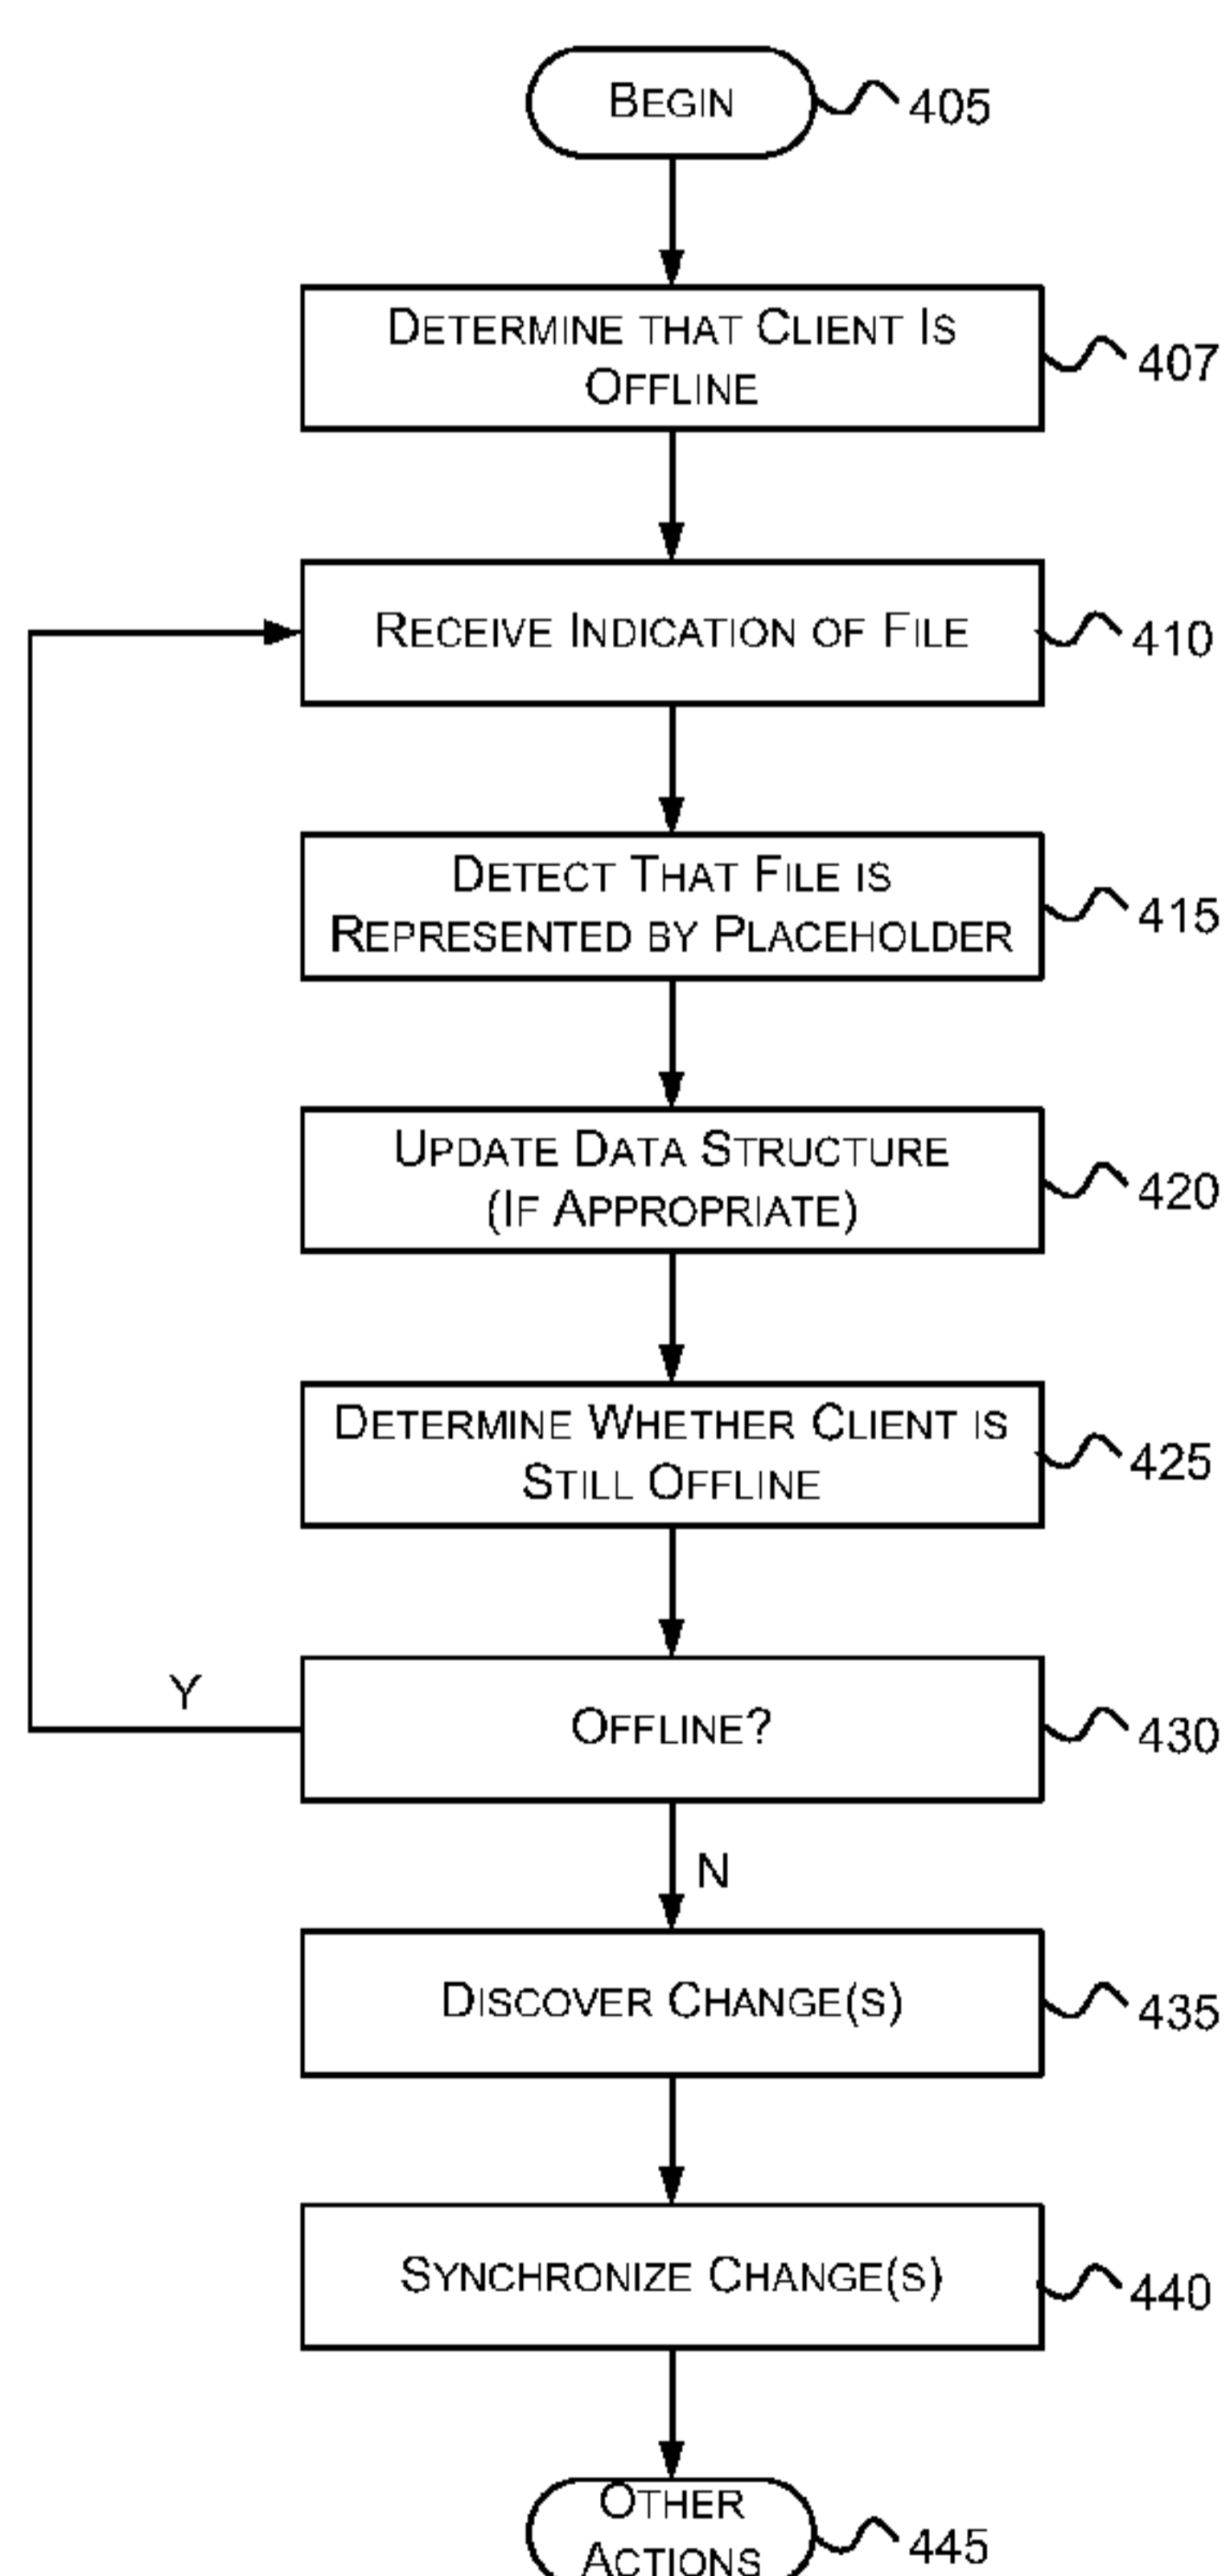 BEGIN
405
DETERMINE THAT CLIENT IS
OFFLINE
407
RECEIVE INDICATION OF FILE
410
DETECT THAT FILE IS
REPRESENTED BY PLACEHOLDER
415
UPDATE DATA STRUCTURE
(IF APPROPRIATE)
420
DETERMINE WHETHER CLIENT IS
STILL OFFLINE
425
Y
OFFLINE?
430
N
DISCOVER CHANGE(S)
435
SYNCHRONIZE CHANGE(S)
440
OTHER
ACTIONS
445